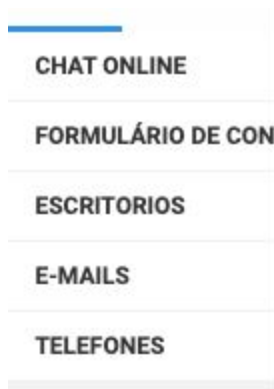 CHAT ONLINE
FORMULÁRIO DE CON
ESCRITORIOS
E-MAILS
TELEFONES